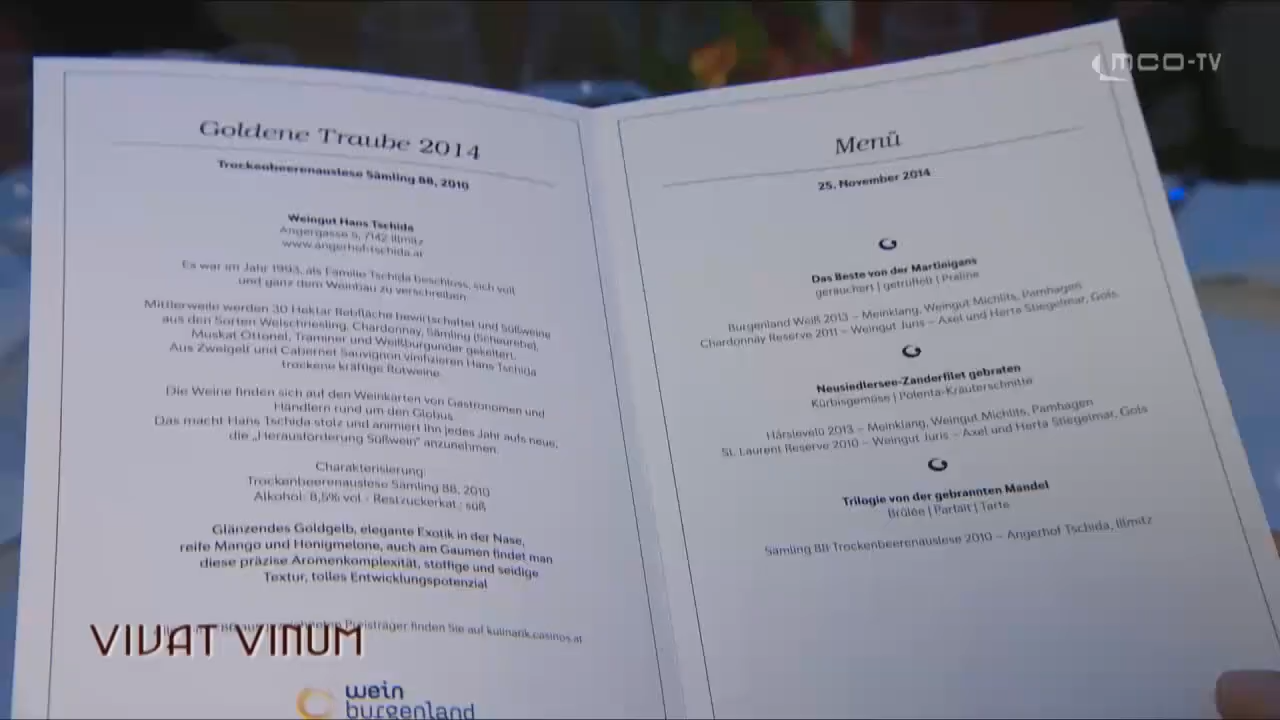 MCO-TV
Goldene Traube 2014
Trockenbeerenauslese Sämling 88, 2010
Weingut Hans Tschida
Angergasse 5, 7142 Illmitz
www.angerhof-tschida.at
Es war im Jahr 1993, als Familie Tschida beschloss, sich voll
und ganz dem Weinbau zu verschreiben.
Mittlerweile werden 30 Hektar Rebfläche bewirtschaftet und Süßweine
aus den Sorten Welschriesling, Chardonnay, Sämling (Scheurebe),
Muskat Ottonel, Traminer und Weißburgunder gekeltert.
Aus Zweigelt und Cabernet Sauvignon vinifizieren Hans Tschida
trockene kräftige Rotweine.
Die Weine finden sich auf den Weinkarten von Gastronomen und
Händlern rund um den Globus.
Das macht Hans Tschida stolz und animiert ihn jedes Jahr aufs neue,
die „Herausforderung Süßwein" anzunehmen.
Charakterisierung:
Trockenbeerenauslese Sämling 88, 2010
Alkohol: 8,5% vol - Restzuckerkat.: süß
Glänzendes Goldgelb, elegante Exotik in der Nase,
reife Mango und Honigmelone, auch am Gaumen findet man
diese präzise Aromenkomplexität, stoffige und seidige
Textur, tolles Entwicklungspotenzial
Preisträger finden Sie auf kulinarik.casinos.at
wein
burgenland
Menü
25. November 2014
Das Beste von der Martinigans
geräuchert | getrüffelt | Praline
Burgenland Weiß 2013 – Meinklang, Weingut Michlits, Pamhagen
Chardonnay Reserve 2011 – Weingut Juris – Axel und Herta Stiegelmar, Gols
Neusiedlersee-Zanderfilet gebraten
Kürbisgemüse | Polenta-Kräuterschnitte
Hárslevelü 2013 – Meinklang, Weingut Michlits, Pamhagen
St. Laurent Reserve 2010 – Weingut Juris – Axel und Herta Stiegelmar, Gols
Trilogie von der gebrannten Mandel
Brûlée | Parfait | Tarte
Sämling 88 Trockenbeerenauslese 2010 – Angerhof Tschida, Illmitz
VIVAT VINUM